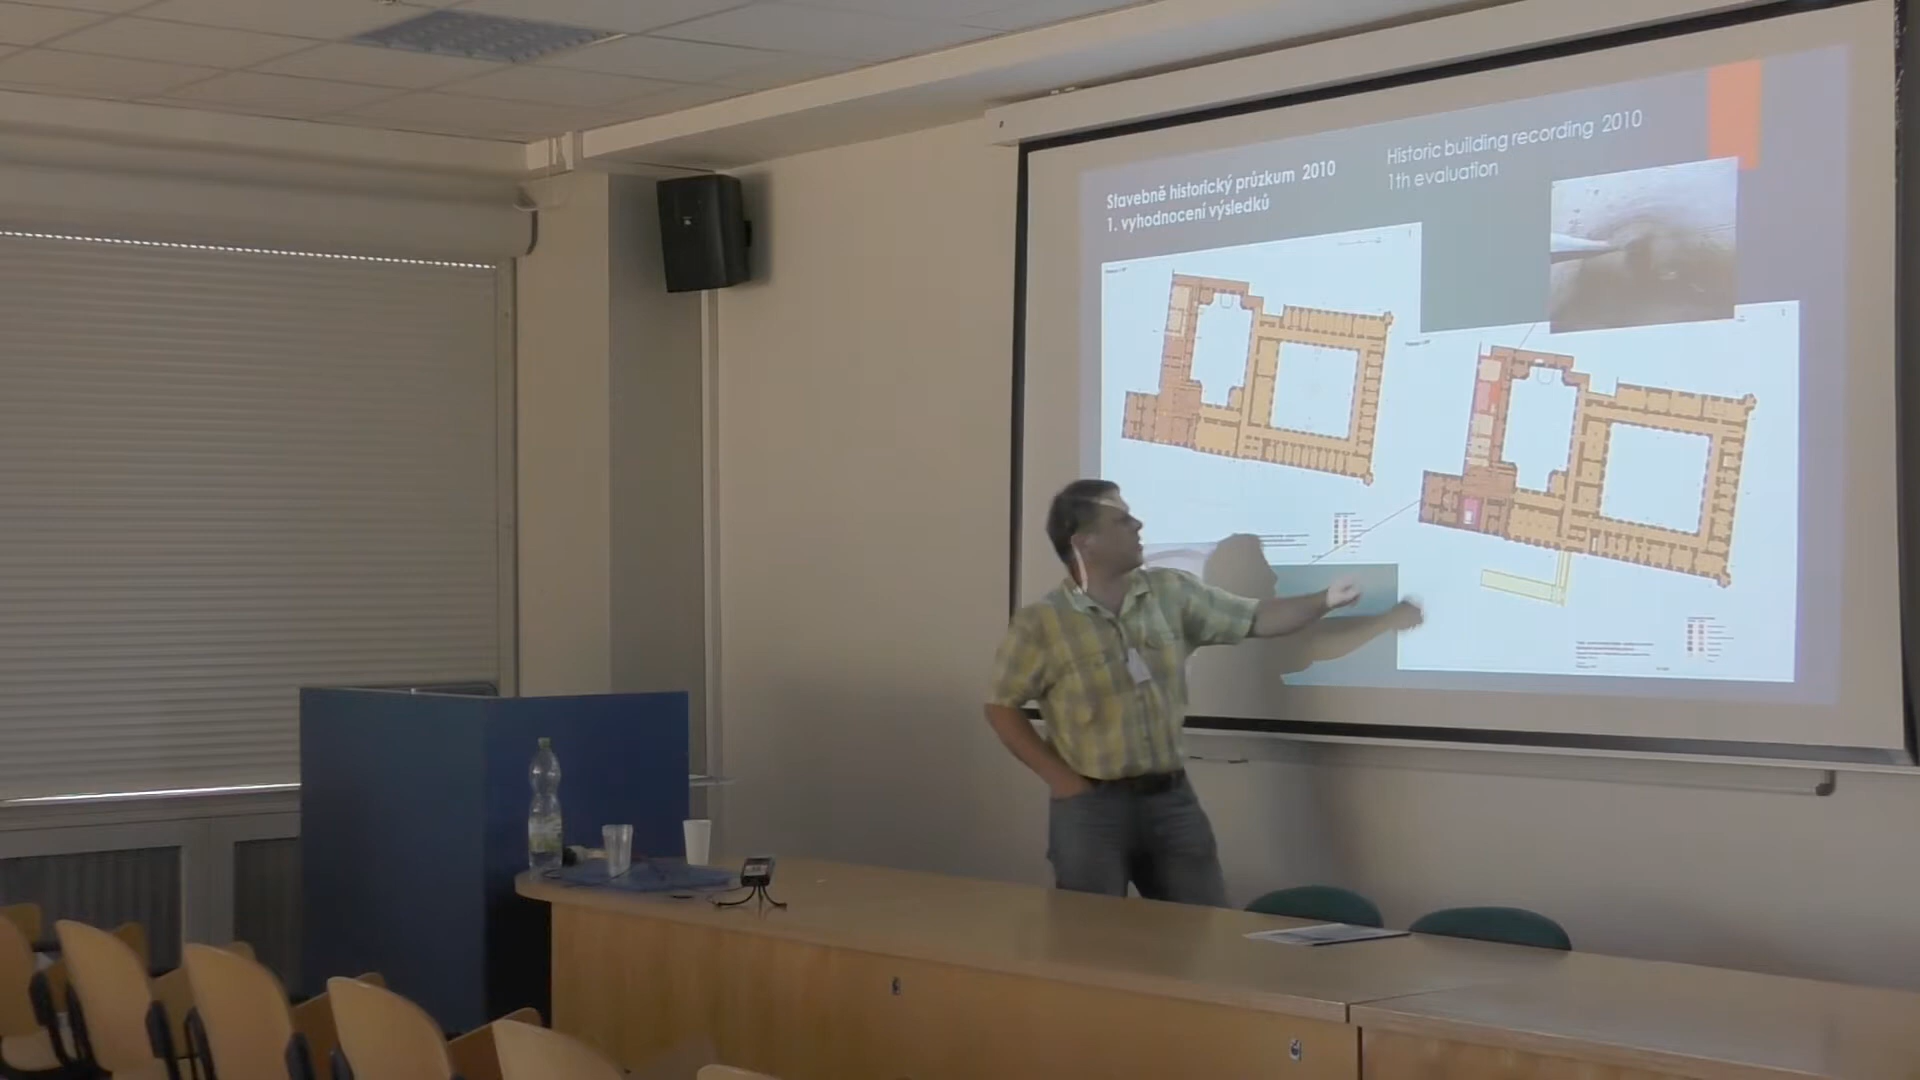 Stavebně historický průzkum 2010
1. vyhodnocení výsledků
Historic building recording 2010
1th evaluation